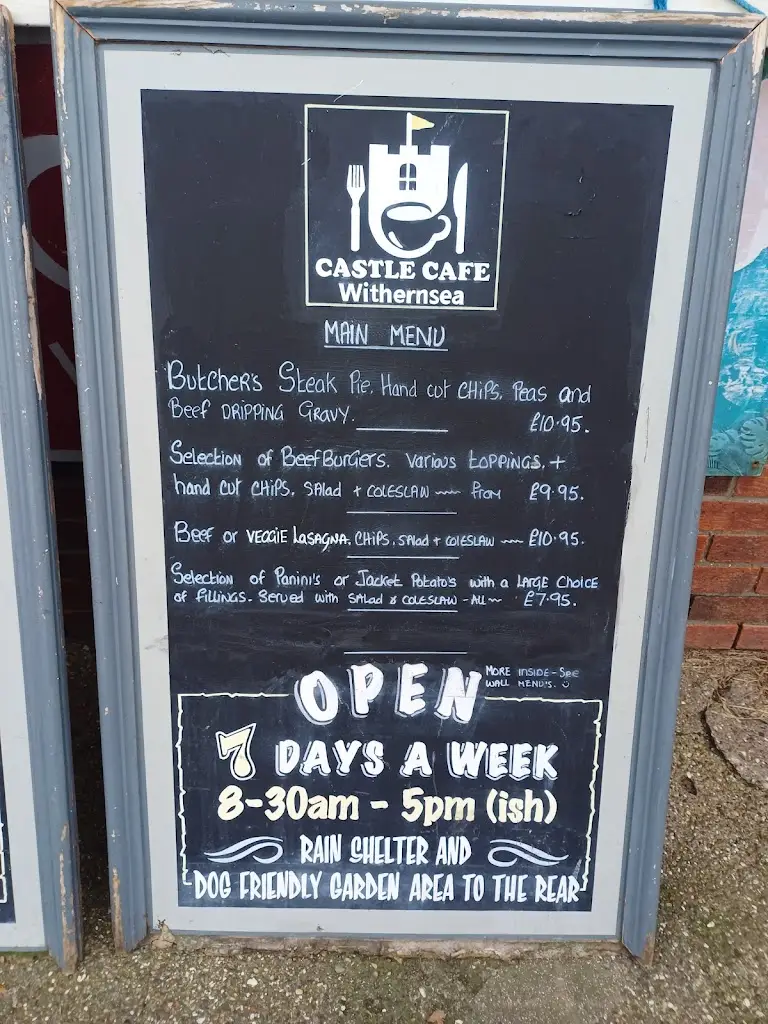 CASTLE CAFE
Withernsea
MAIN MENU
Butcher's Steak Pie, Hand cut CHIPS, Peas and
Beef DRIPPING GRAVY. £10.95.
Selection of BeefBurgers. Various toppings, +
hand cut CHIPS, Salad + COLESLAW from £9.95.
Beef or VEGGIE LASAGNA, CHIPS, Salad + COLESLAW £10.95.
Selection of Panini's or Jacket Potato's with a LARGE CHOICE
of FILLINGS. Served with SALAD & COLESLAW - ALL £7.95.
MORE INSIDE - See
WALL MENU'S.
OPEN
7 DAYS A WEEK
8-30am - 5pm (ish)
RAIN SHELTER AND
DOG FRIENDLY GARDEN AREA TO THE REAR